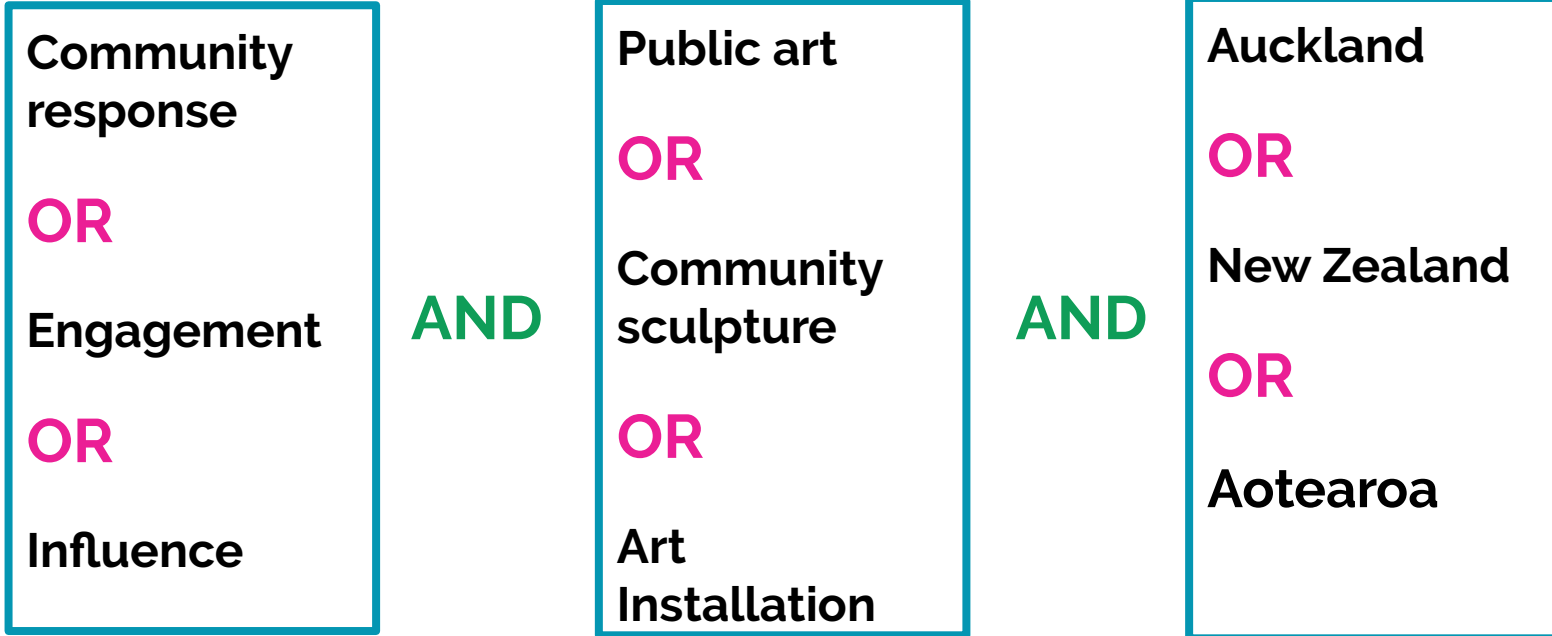 Community
response
OR
Engagement
OR
Influence
AND
Public art
OR
Community
sculpture
OR
Art
Installation
AND
Auckland
OR
New Zealand
OR
Aotearoa